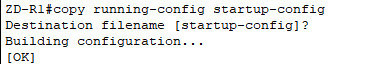 ZD-R1#copy running-config startup-config
Destination filename [startup-config]?
Building configuration...
[OK]